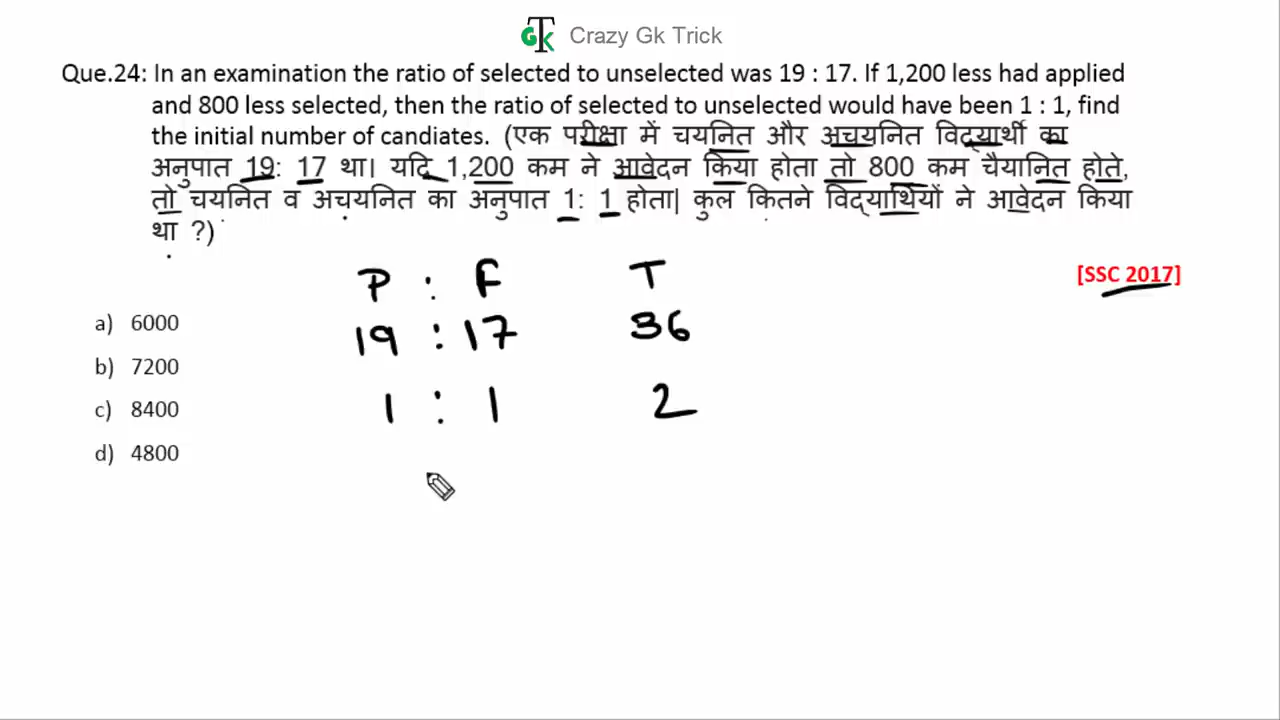 GTK Crazy Gk Trick
Que.24: In an examination the ratio of selected to unselected was 19 : 17. If 1,200 less had applied
and 800 less selected, then the ratio of selected to unselected would have been 1 : 1, find
the initial number of candiates. (एक परीक्षा में चयनित और अचयनित विद्यार्थी का
अनुपात 19: 17 था। यदि 1,200 कम ने आवेदन किया होता तो 800 कम चैयानित होते,
तो चयनित व अचयनित का अनुपात 1: 1 होता| कुल कितने विद्यार्थियों ने आवेदन किया
था ?)
[SSC 2017]
P : F T
a) 6000
19 : 17 36
b) 7200
c) 8400
1 : 1 2
d) 4800